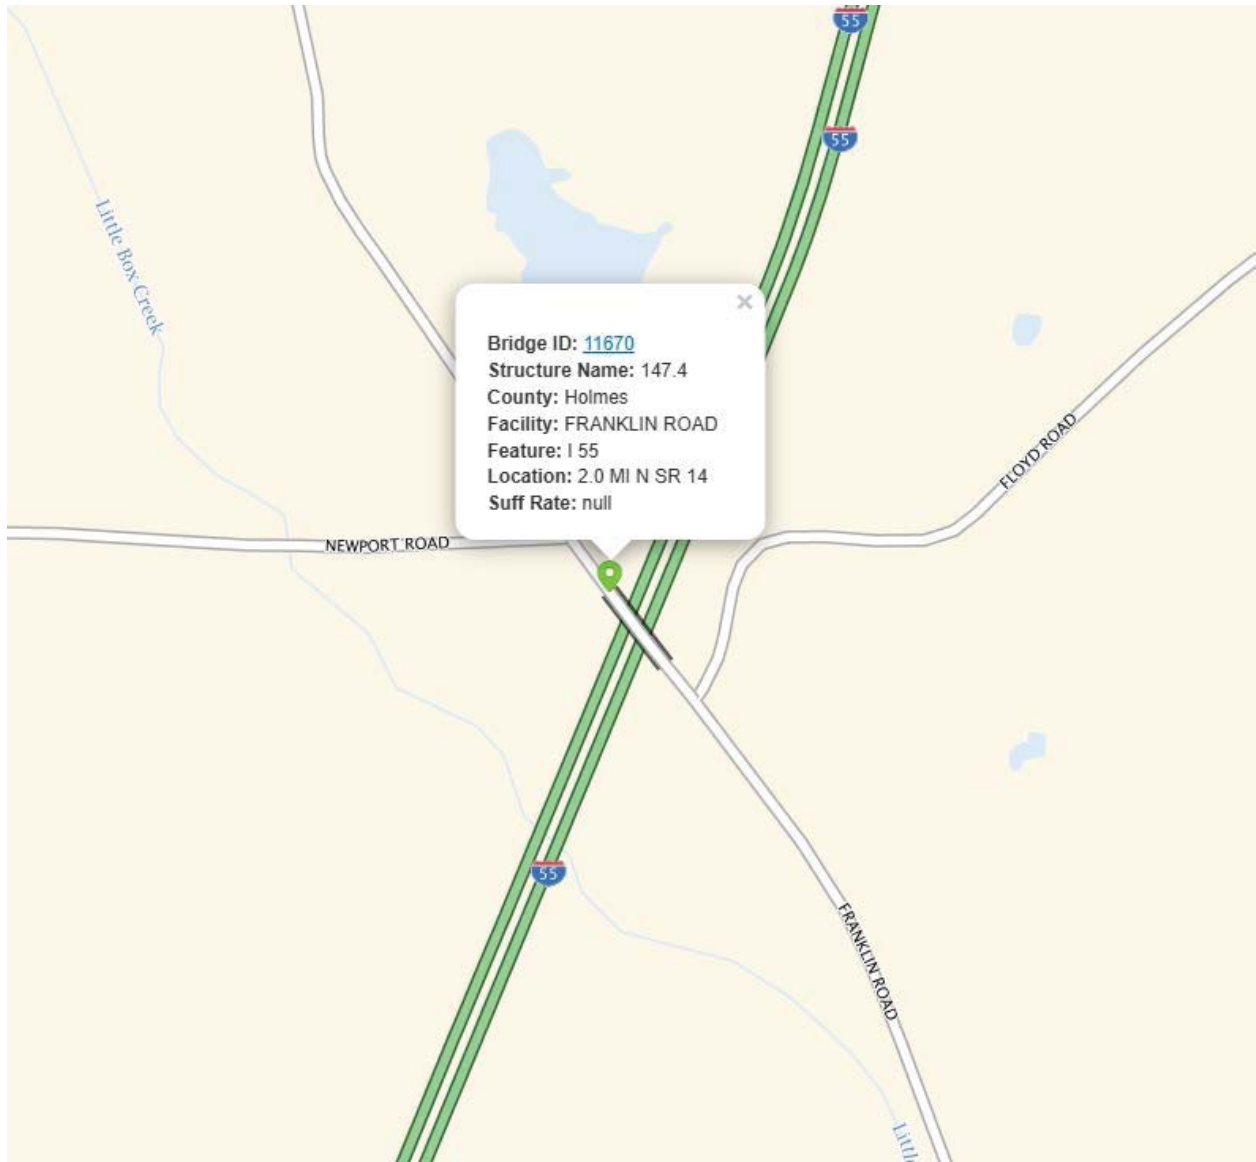 55
55
Little Box Creek
Bridge ID: 11670
Structure Name: 147.4
County: Holmes
Facility: FRANKLIN ROAD
Feature: I 55
Location: 2.0 MI N SR 14
Suff Rate: null
FLOYD ROAD
NEWPORT ROAD
55
FRANKLIN ROAD
Little